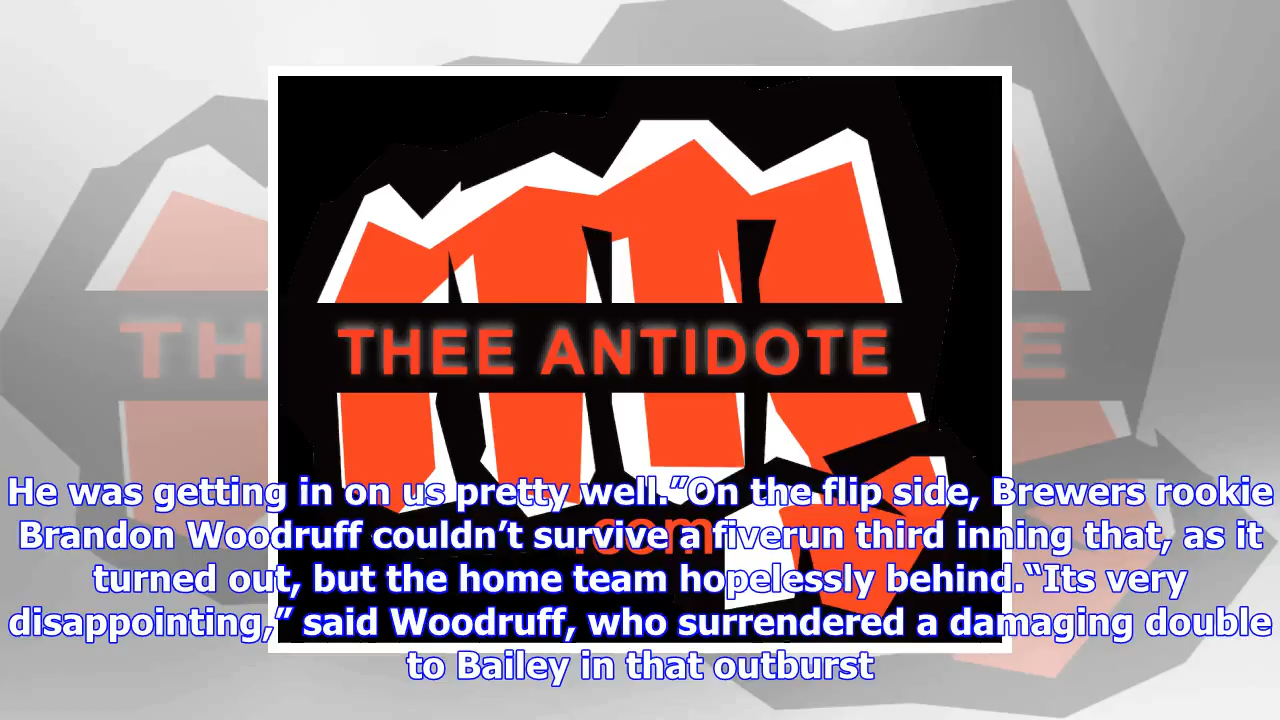 THEE ANTIDOTE
.com
He was getting in on us pretty well.”On the flip side, Brewers rookie
Brandon Woodruff couldn’t survive a fiverun third inning that, as it
turned out, but the home team hopelessly behind.“Its very
disappointing,” said Woodruff, who surrendered a damaging double
to Bailey in that outburst